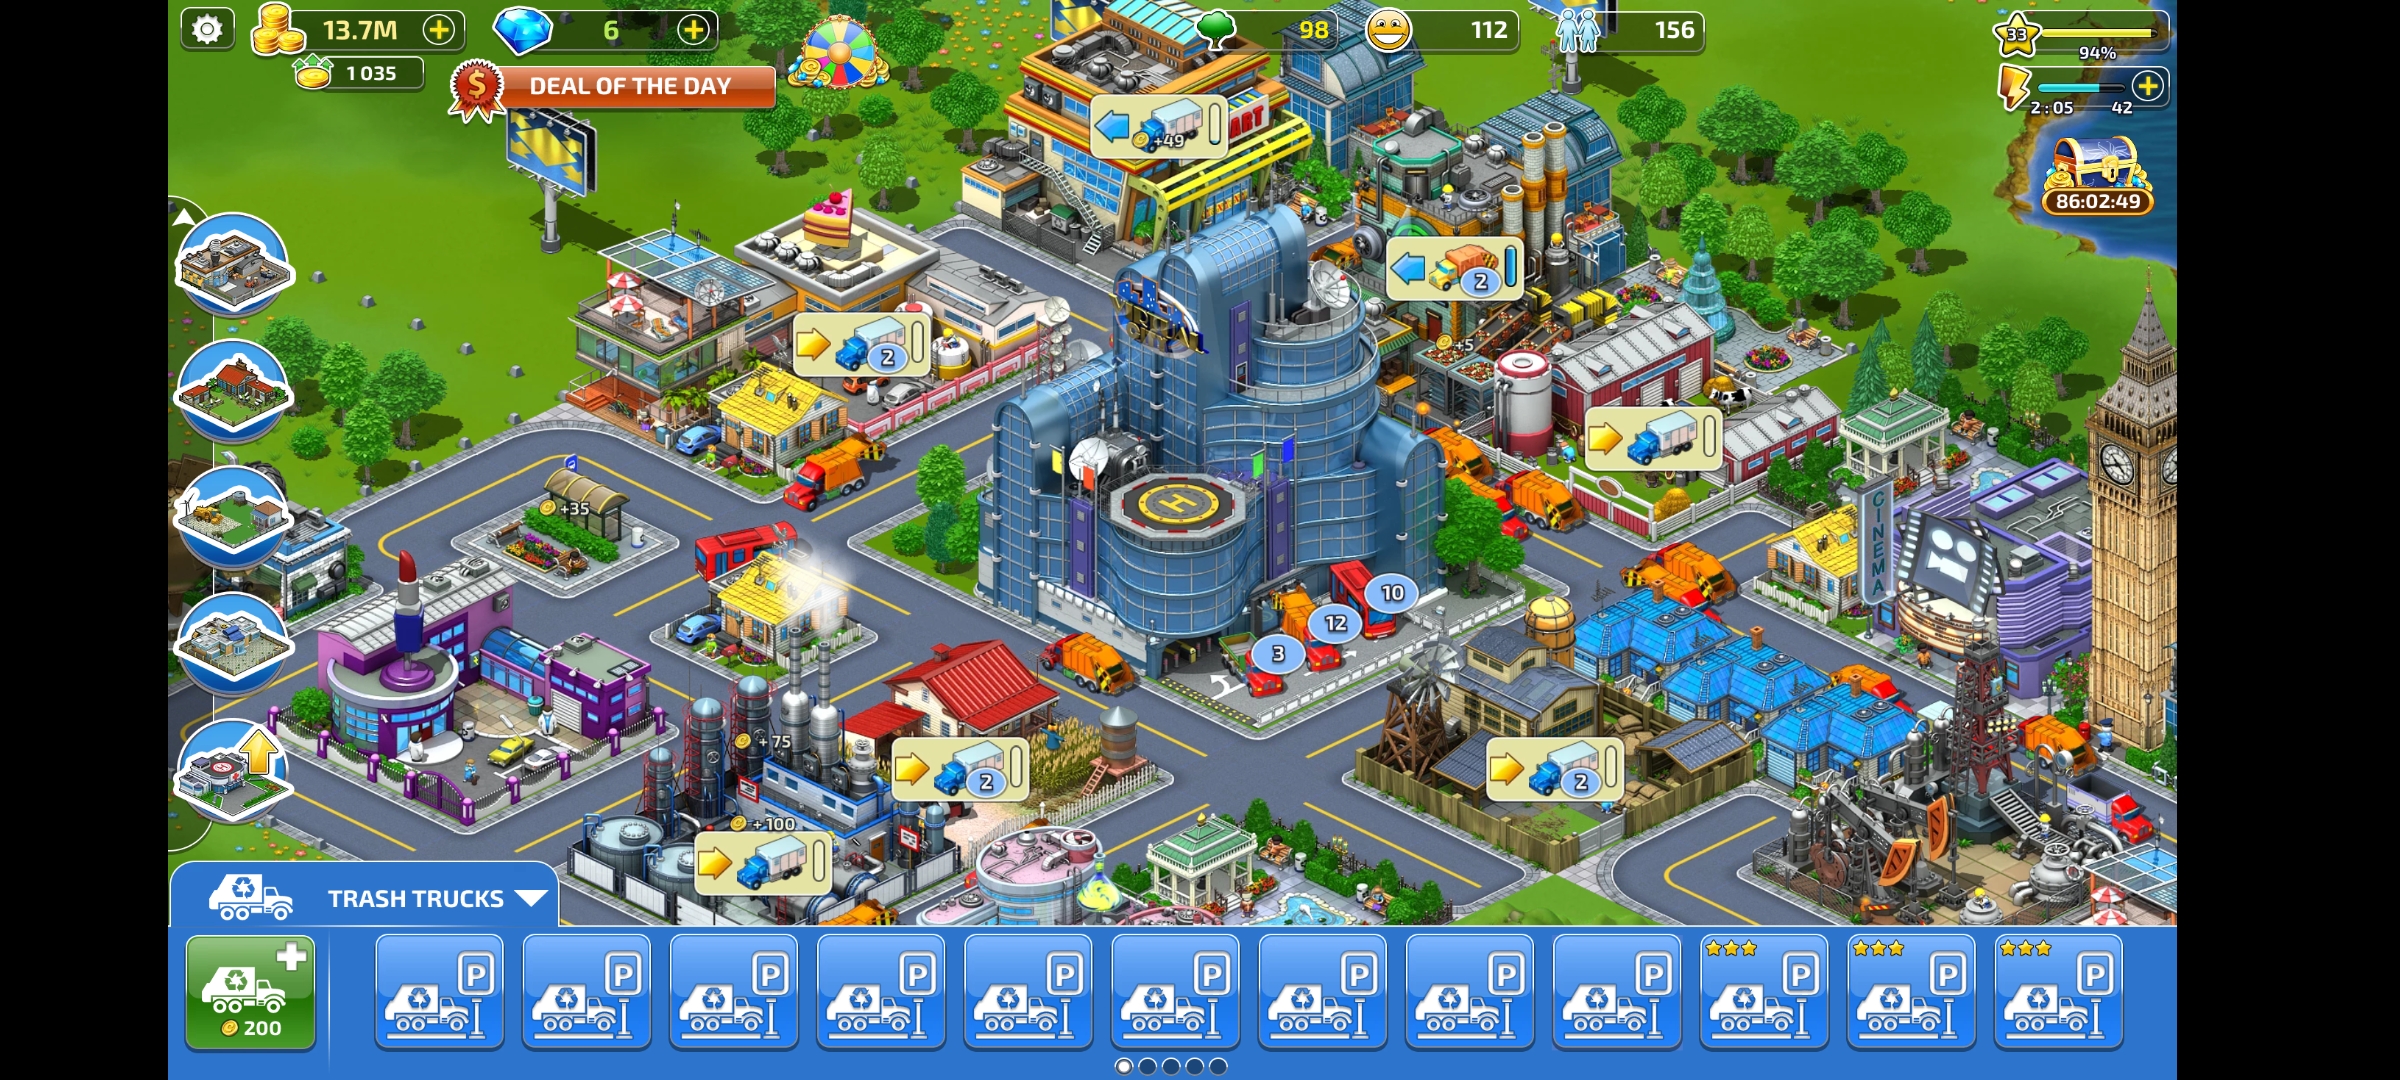 13.7M
6
98
112
156
33
94%
1 035
DEAL OF THE DAY
2:05
42
86:02:49
+49
ART
2
2
+5
+35
CINEMA
H
10
12
3
+75
2
2
+100
TRASH TRUCKS
200
P
P
P
P
P
P
P
P
P
P
P
P